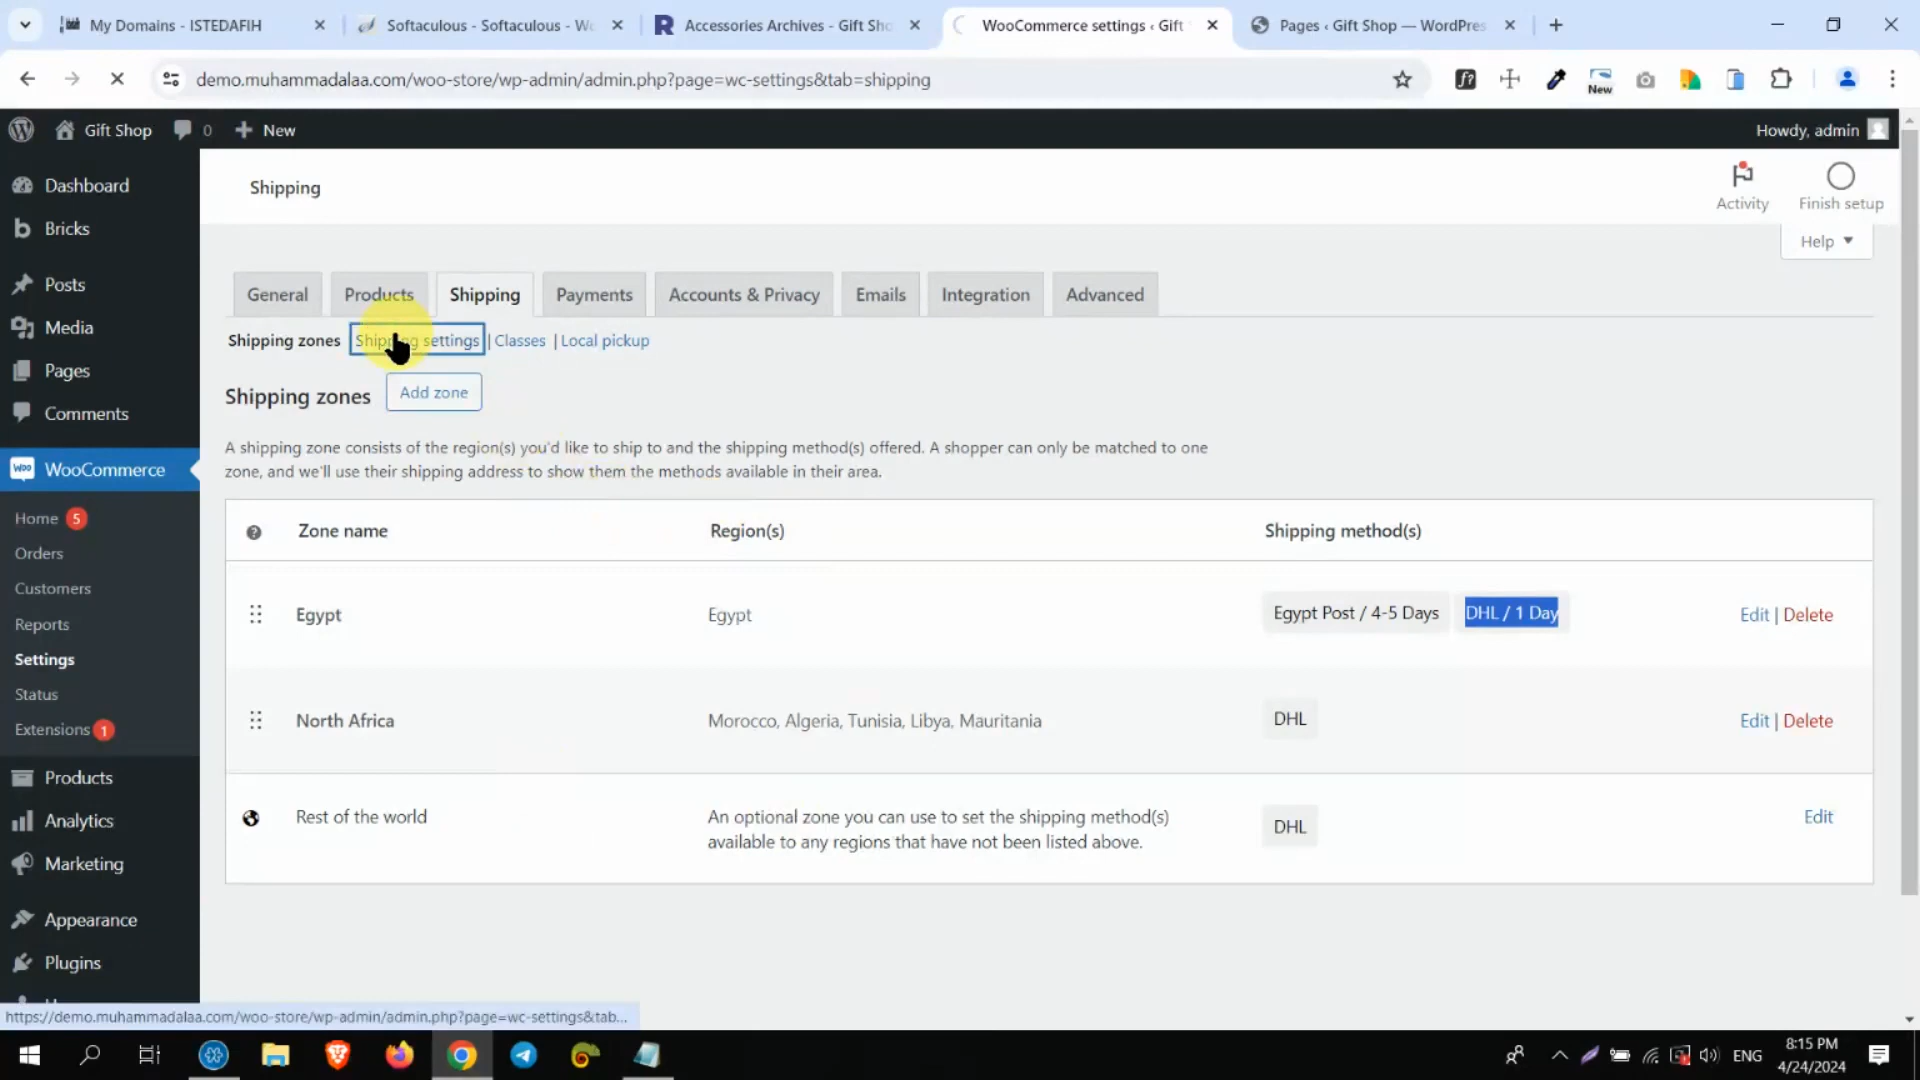 My Domains - ISTEDAFIH
Softaculous - Softaculous - W
Accessories Archives - Gift Sho
WooCommerce settings ‹ Gift
Pages ‹ Gift Shop — WordPres
demo.muhammadalaa.com/woo-store/wp-admin/admin.php?page=wc-settings&tab=shipping
New
Gift Shop 0 New
Howdy, admin
Dashboard
Bricks
Posts
Media
Pages
Comments
WooCommerce
Home 5
Orders
Customers
Reports
Settings
Status
Extensions 1
Products
Analytics
Marketing
Appearance
Plugins
Shipping
Activity
Finish setup
Help
General
Products
Shipping
Payments
Accounts & Privacy
Emails
Integration
Advanced
Shipping zones Shipping settings | Classes | Local pickup
Shipping zones Add zone
A shipping zone consists of the region(s) you'd like to ship to and the shipping method(s) offered. A shopper can only be matched to one
zone, and we'll use their shipping address to show them the methods available in their area.
Zone name Region(s) Shipping method(s)
Egypt Egypt Egypt Post / 4-5 Days DHL / 1 Day Edit | Delete
North Africa Morocco, Algeria, Tunisia, Libya, Mauritania DHL Edit | Delete
Rest of the world An optional zone you can use to set the shipping method(s)
available to any regions that have not been listed above. DHL Edit
https://demo.muhammadalaa.com/woo-store/wp-admin/admin.php?page=wc-settings&tab...
ENG
8:15 PM
4/24/2024